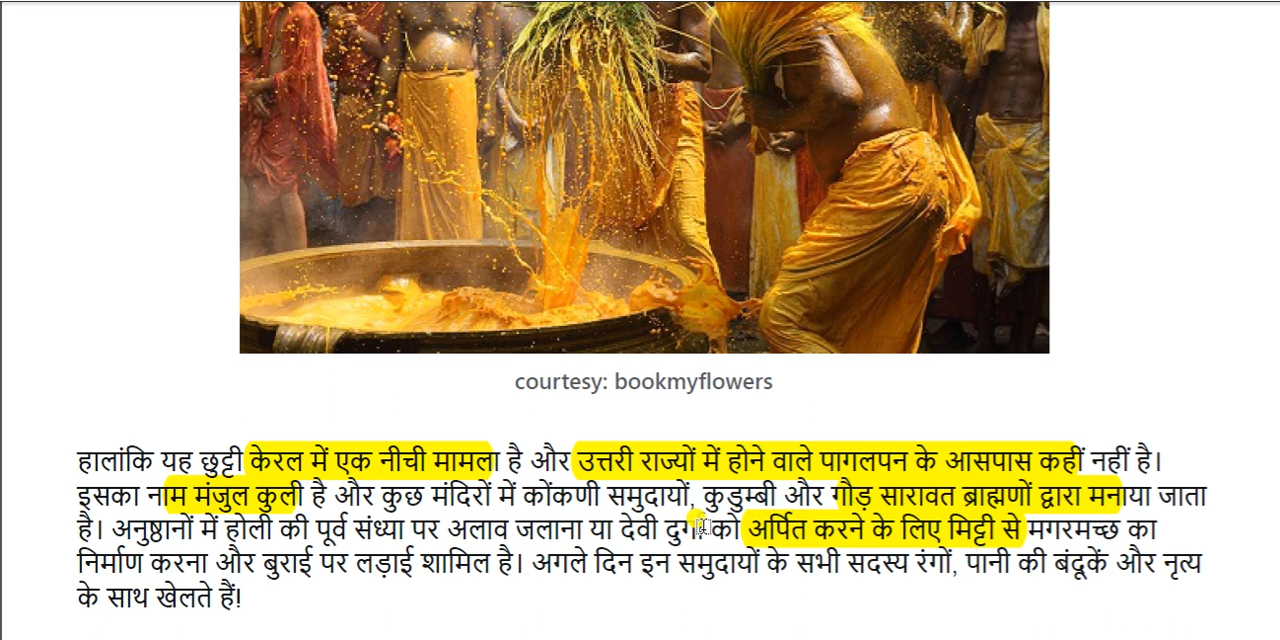 courtesy: bookmyflowers
हालांकि यह छुट्टी केरल में एक नीची मामला है और उत्तरी राज्यों में होने वाले पागलपन के आसपास कहीं नहीं है।
इसका नाम मंजुल कुली है और कुछ मंदिरों में कोंकणी समुदायों, कुडुम्बी और गौड़ सारावत ब्राह्मणों द्वारा मनाया जाता
है। अनुष्ठानों में होली की पूर्व संध्या पर अलाव जलाना या देवी दुर्गा को अर्पित करने के लिए मिट्टी से मगरमच्छ का
निर्माण करना और बुराई पर लड़ाई शामिल है। अगले दिन इन समुदायों के सभी सदस्य रंगों, पानी की बंदूकें और नृत्य
के साथ खेलते हैं!